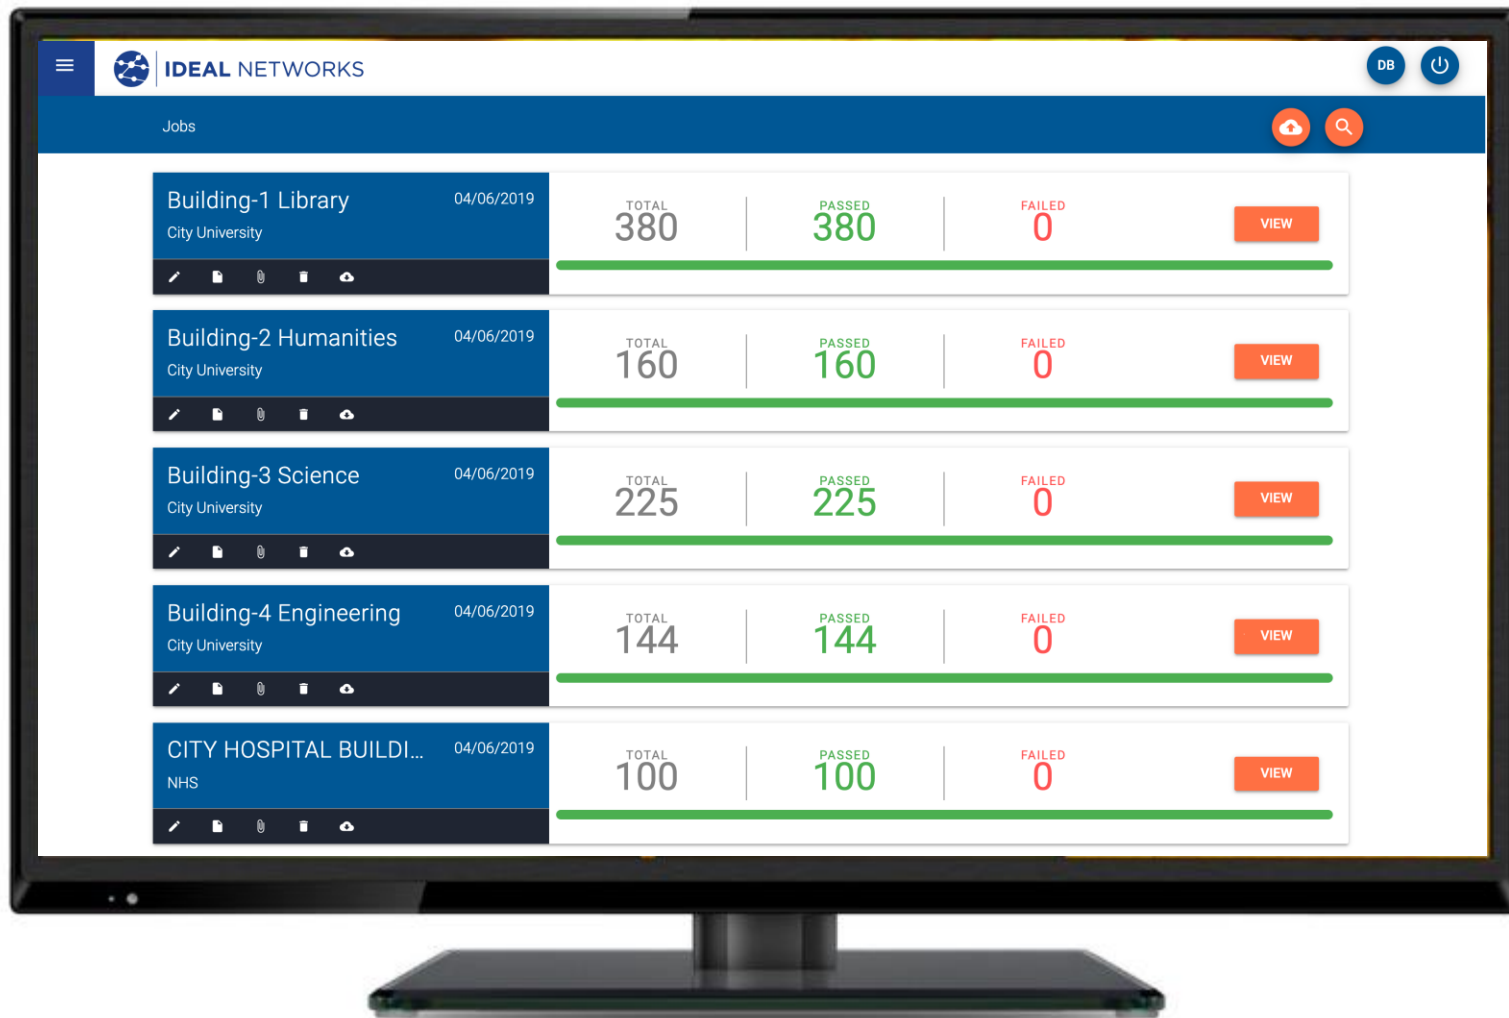 IDEAL NETWORKS
DB
Jobs
Building-1 Library 04/06/2019
City University
TOTAL PASSED FAILED
380 380 0
VIEW
Building-2 Humanities 04/06/2019
City University
TOTAL PASSED FAILED
160 160 0
VIEW
Building-3 Science 04/06/2019
City University
TOTAL PASSED FAILED
225 225 0
VIEW
Building-4 Engineering 04/06/2019
City University
TOTAL PASSED FAILED
144 144 0
VIEW
CITY HOSPITAL BUILDI... 04/06/2019
NHS
TOTAL PASSED FAILED
100 100 0
VIEW